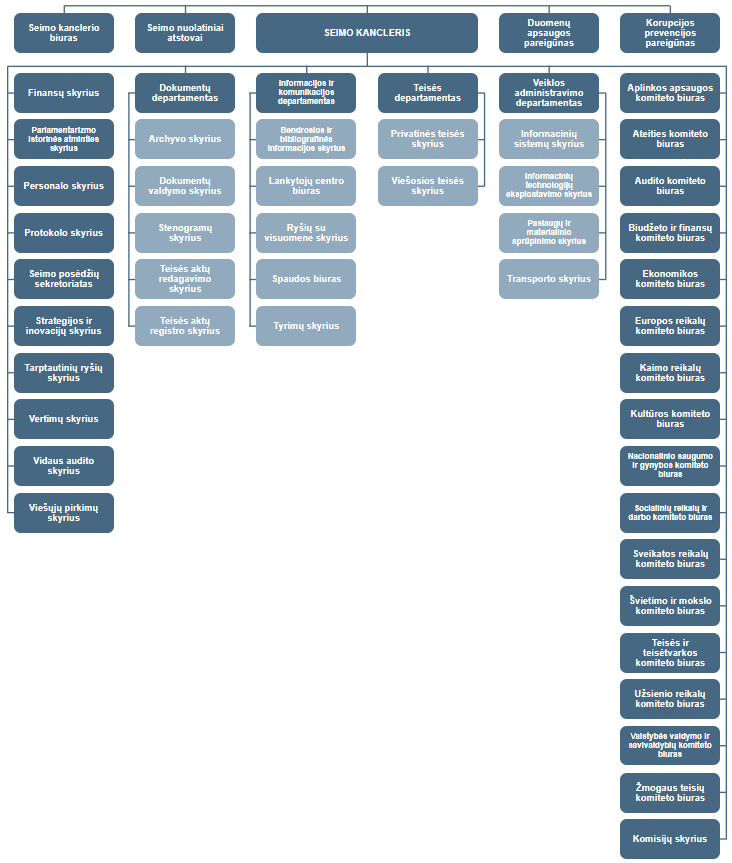 Seimo kanclerio
biuras
Seimo nuolatiniai
atstovai
SEIMO KANCLERIS
Duomenų
apsaugos
pareigūnas
Korupcijos
prevencijos
pareigūnas
Finansų skyrius
Parlamentarizmo
istorinės atminties
skyrius
Personalo skyrius
Protokolo skyrius
Seimo posėdžių
sekretoriatas
Strategijos ir
inovacijų skyrius
Tarptautinių ryšių
skyrius
Vertimų skyrius
Vidaus audito
skyrius
Viešųjų pirkimų
skyrius
Dokumentų
departamentas
Archyvo skyrius
Dokumentų
valdymo skyrius
Stenogramų
skyrius
Teisės aktų
redagavimo
skyrius
Teisės aktų
registro skyrius
Informacijos ir
komunikacijos
departamentas
Bendrosios ir
bibliografinės
informacijos skyrius
Lankytojų centro
biuras
Ryšių su
visuomene skyrius
Spaudos biuras
Tyrimų skyrius
Teisės
departamentas
Privatinės teisės
skyrius
Viešosios teisės
skyrius
Veiklos
administravimo
departamentas
Informacinių
sistemų skyrius
Informacinių
technologijų
eksploatavimo skyrius
Paslaugų ir
materialinio
aprūpinimo skyrius
Transporto skyrius
Aplinkos apsaugos
komiteto biuras
Ateities komiteto
biuras
Audito komiteto
biuras
Biudžeto ir finansų
komiteto biuras
Ekonomikos
komiteto biuras
Europos reikalų
komiteto biuras
Kaimo reikalų
komiteto biuras
Kultūros komiteto
biuras
Nacionalinio saugumo
ir gynybos komiteto
biuras
Socialinių reikalų ir
darbo komiteto biuras
Sveikatos reikalų
komiteto biuras
Švietimo ir mokslo
komiteto biuras
Teisės ir
teisėtvarkos
komiteto biuras
Užsienio reikalų
komiteto biuras
Valstybės valdymo ir
savivaldybių komiteto
biuras
Žmogaus teisių
komiteto biuras
Komisijų skyrius